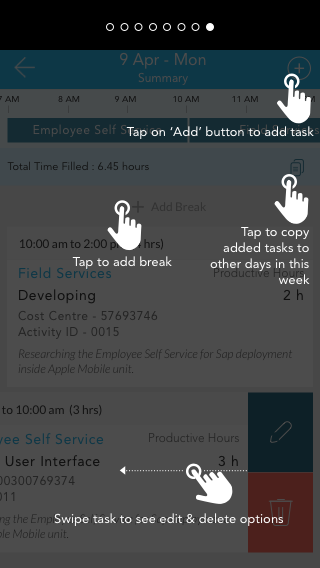 9 Apr - Mon
Summary
7 AM 8 AM 9 AM 10 AM 11 AM
Employee Self Serv
Tap on ‘Add’ button to add task
Total Time Filled : 6.45 hours
+ Add Break
Tap to add break
Tap to copy
added tasks to
other days in this
week
10:00 am to 2:00 p hrs)
Field Services
Productive Hours
Developing 2 h
Cost Centre - 57693746
Activity ID - 0015
Researching the Employee Self Service for Sap deployment
inside Apple Mobile unit.
to 10:00 am (3 hrs)
ee Self Service Productive Hours
User Interface 3 h
00300769374
011
ng the Emp
le Mobile unit.
Swipe task to see edit & delete options